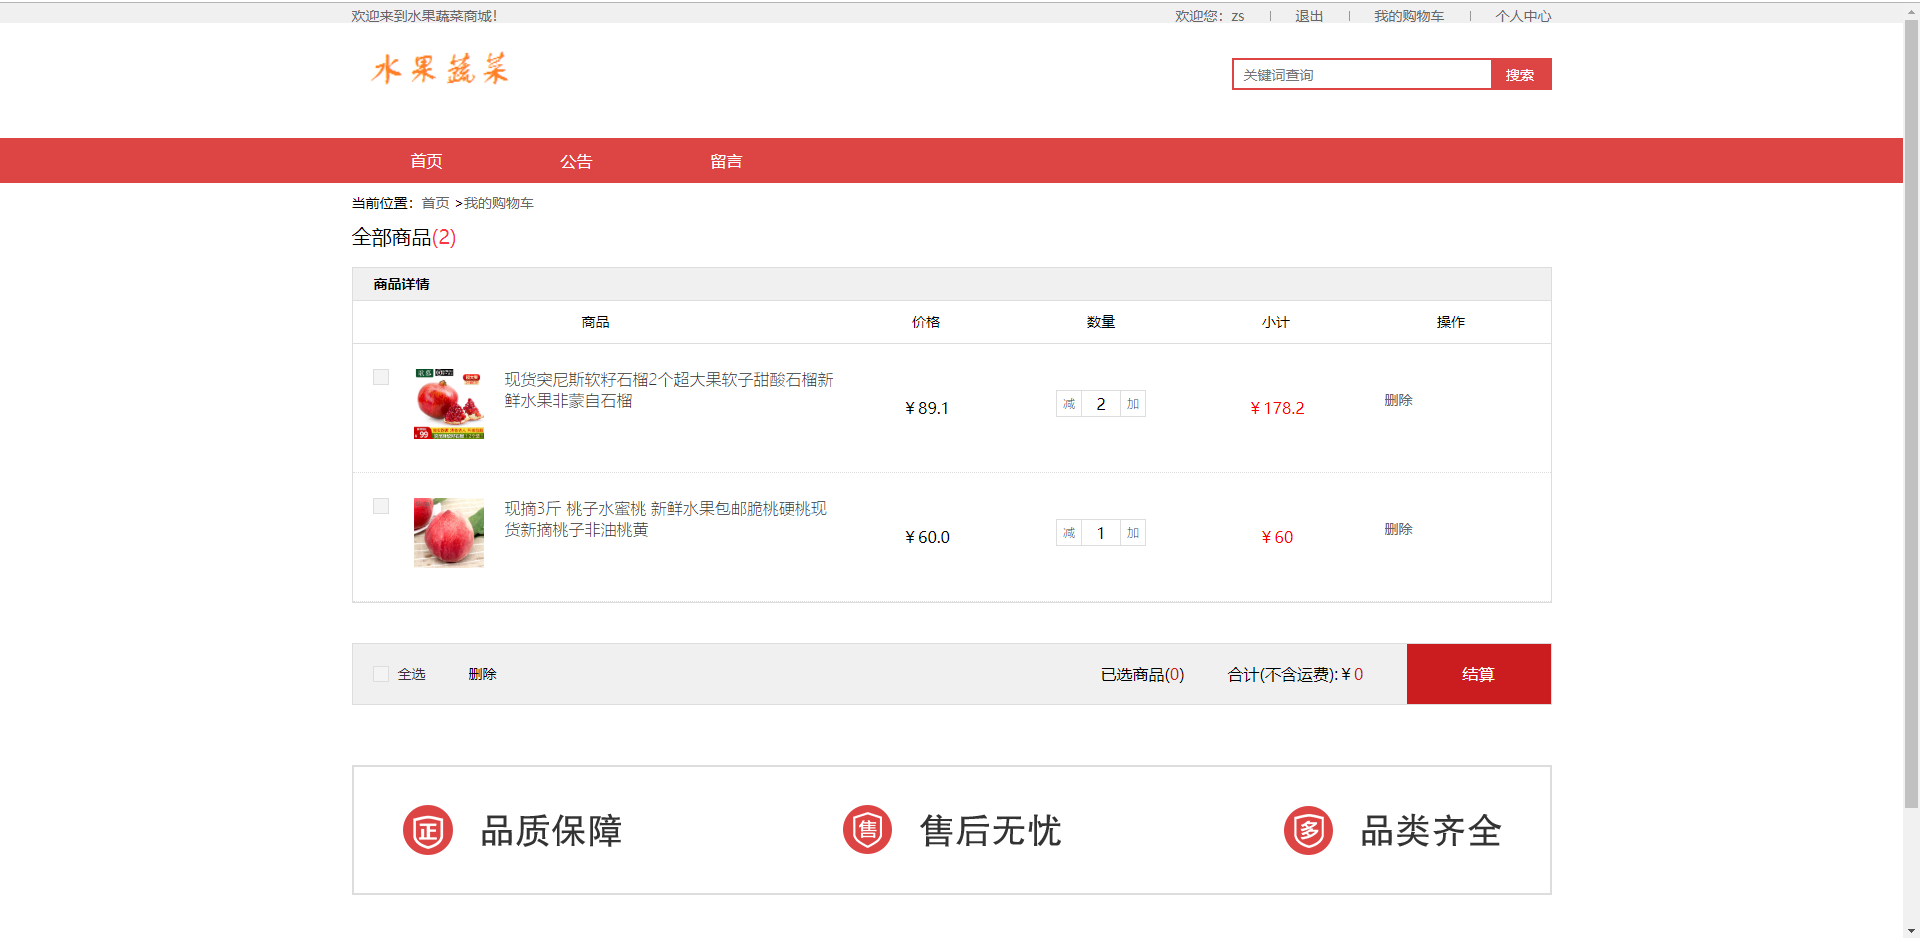 欢迎来到水果蔬菜商城！
欢迎您：zs | 退出 | 我的购物车 | 个人中心
水果蔬菜
关键词查询 搜索
首页 公告 留言
当前位置：首页 >我的购物车
全部商品(2)
商品详情
商品 价格 数量 小计 操作
现货突尼斯软籽石榴2个超大果软子甜酸石榴新
鲜水果非蒙自石榴
￥89.1 减 2 加 ￥178.2 删除
99
现摘3斤 桃子水蜜桃 新鲜水果包邮脆桃硬桃现
货新摘桃子非油桃黄
￥60.0 减 1 加 ￥60 删除
全选 删除 已选商品(0) 合计(不含运费):￥0 结算
正 品质保障 售 售后无忧 多 品类齐全